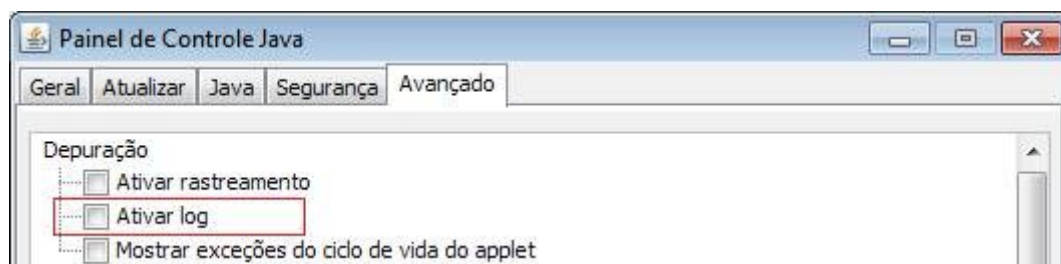 Painel de Controle Java
Geral Atualizar Java Segurança Avançado
Depuração
Ativar rastreamento
Ativar log
Mostrar exceções do ciclo de vida do applet